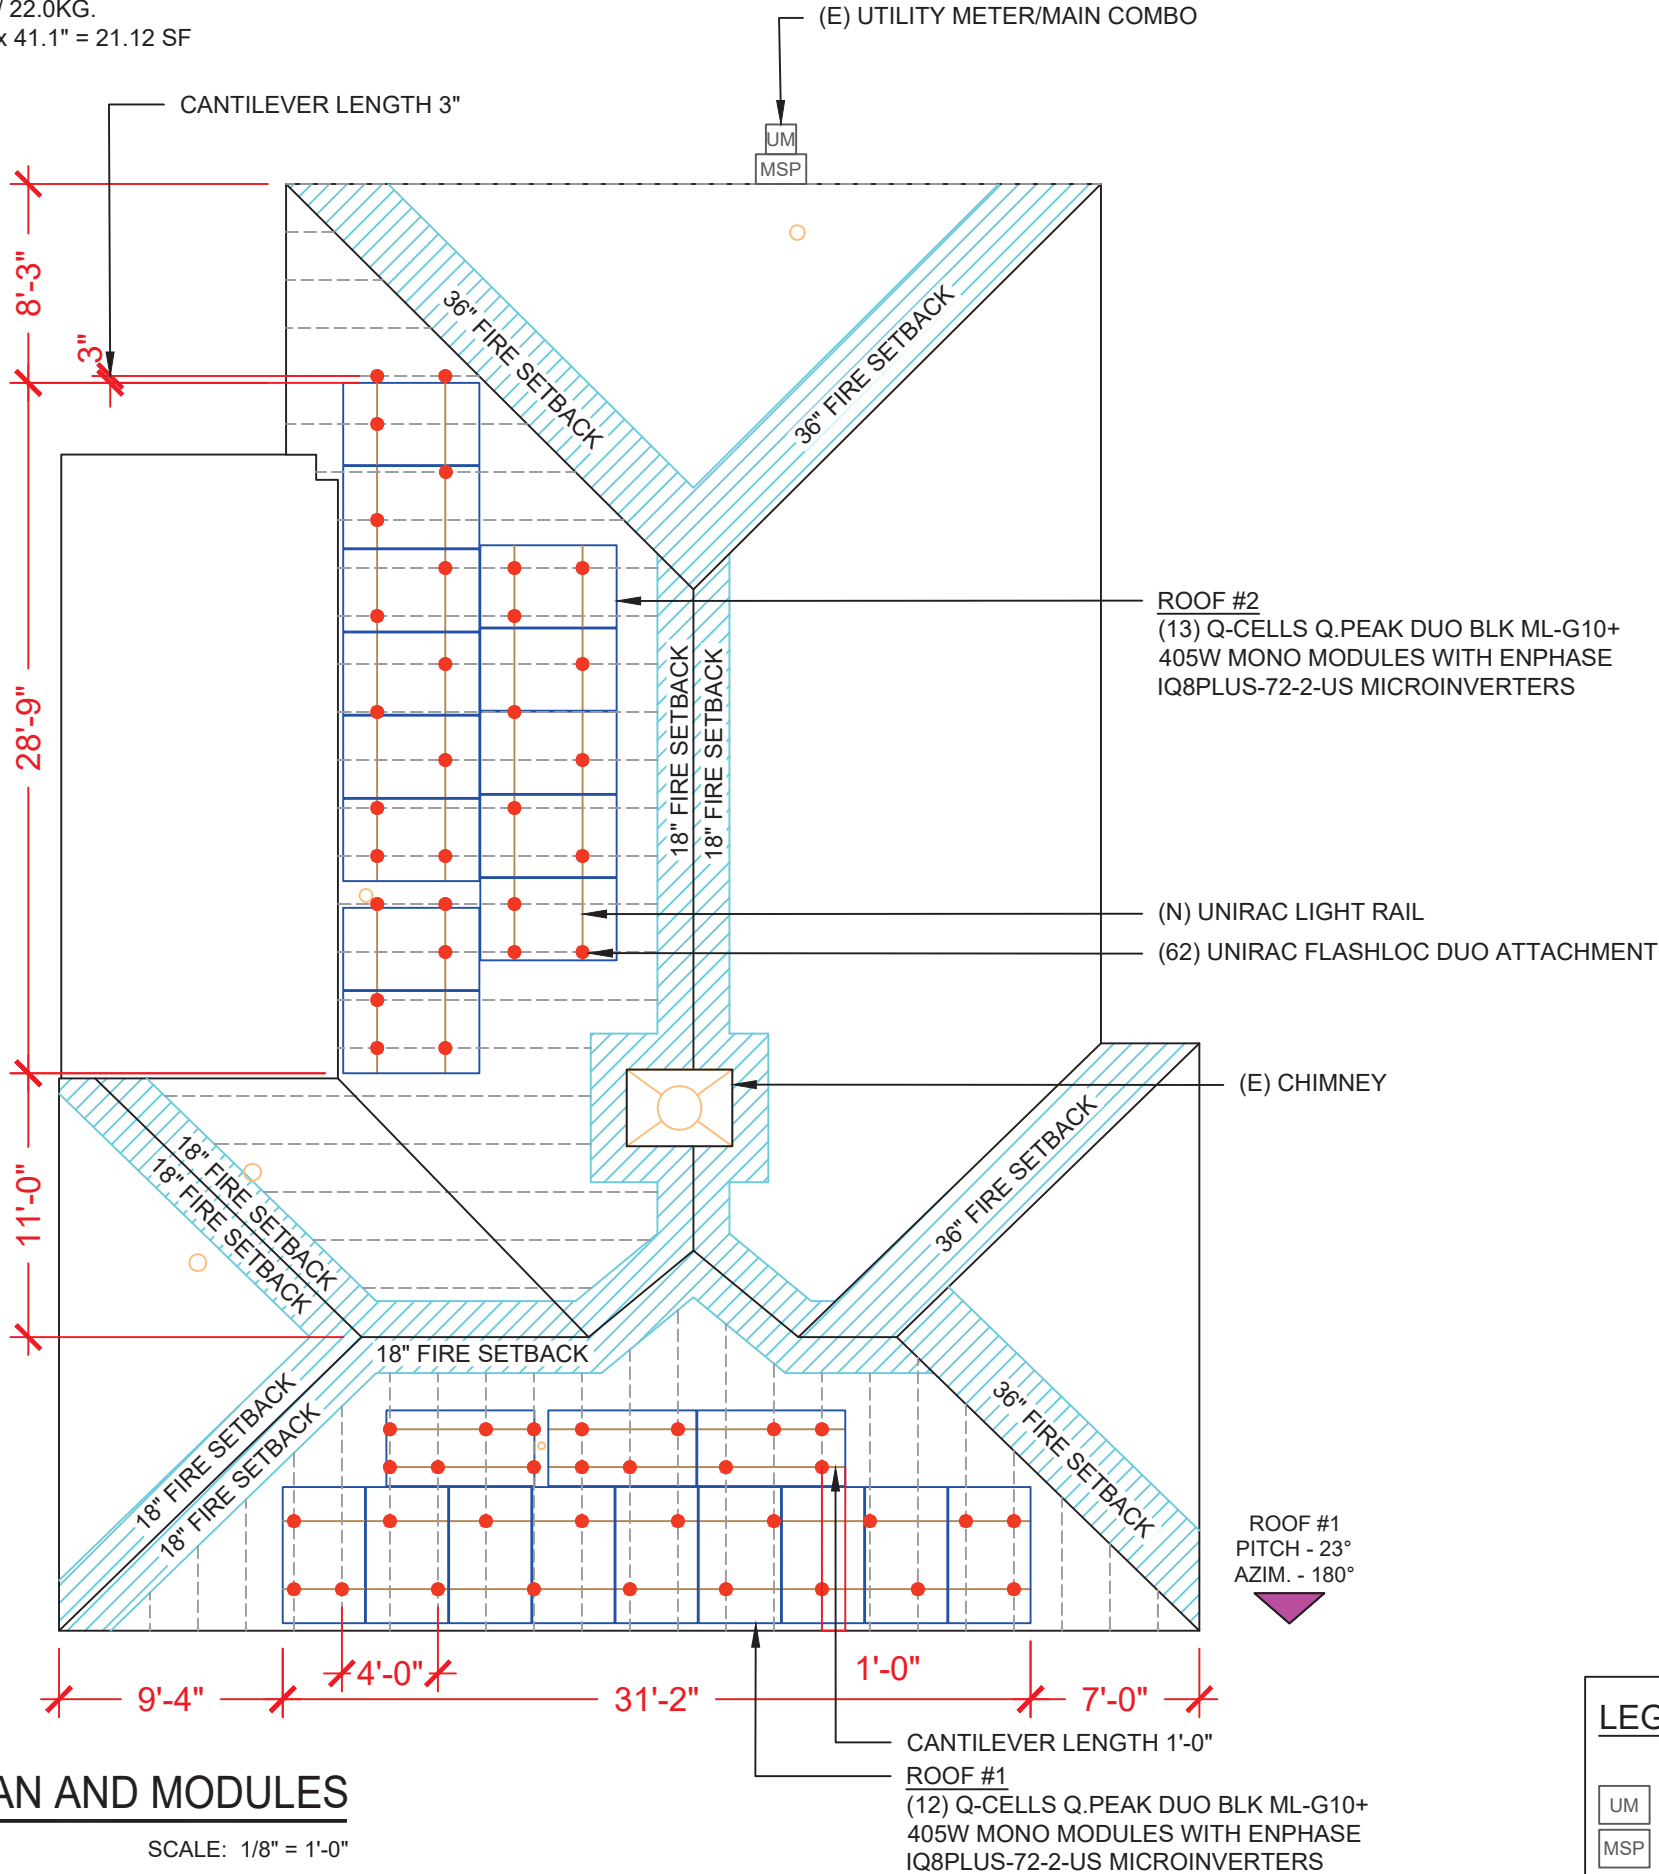 / 22.0KG.
x 41.1" = 21.12 SF
(E) UTILITY METER/MAIN COMBO
CANTILEVER LENGTH 3"
UM
MSP
8'-3"
3"
36" FIRE SETBACK
36" FIRE SETBACK
ROOF #2
(13) Q-CELLS Q.PEAK DUO BLK ML-G10+
405W MONO MODULES WITH ENPHASE
IQ8PLUS-72-2-US MICROINVERTERS
28'-9"
18" FIRE SETBACK
18" FIRE SETBACK
(N) UNIRAC LIGHT RAIL
(62) UNIRAC FLASHLOC DUO ATTACHMENT
(E) CHIMNEY
11'-0"
18" FIRE SETBACK
18" FIRE SETBACK
36" FIRE SETBACK
18" FIRE SETBACK
18" FIRE SETBACK
18" FIRE SETBACK
36" FIRE SETBACK
ROOF #1
PITCH - 23°
AZIM. - 180°
4'-0"
1'-0"
9'-4"
31'-2"
7'-0"
CANTILEVER LENGTH 1'-0"
ROOF #1
(12) Q-CELLS Q.PEAK DUO BLK ML-G10+
405W MONO MODULES WITH ENPHASE
IQ8PLUS-72-2-US MICROINVERTERS
AN AND MODULES
SCALE: 1/8" = 1'-0"
LEG
UM
MSP